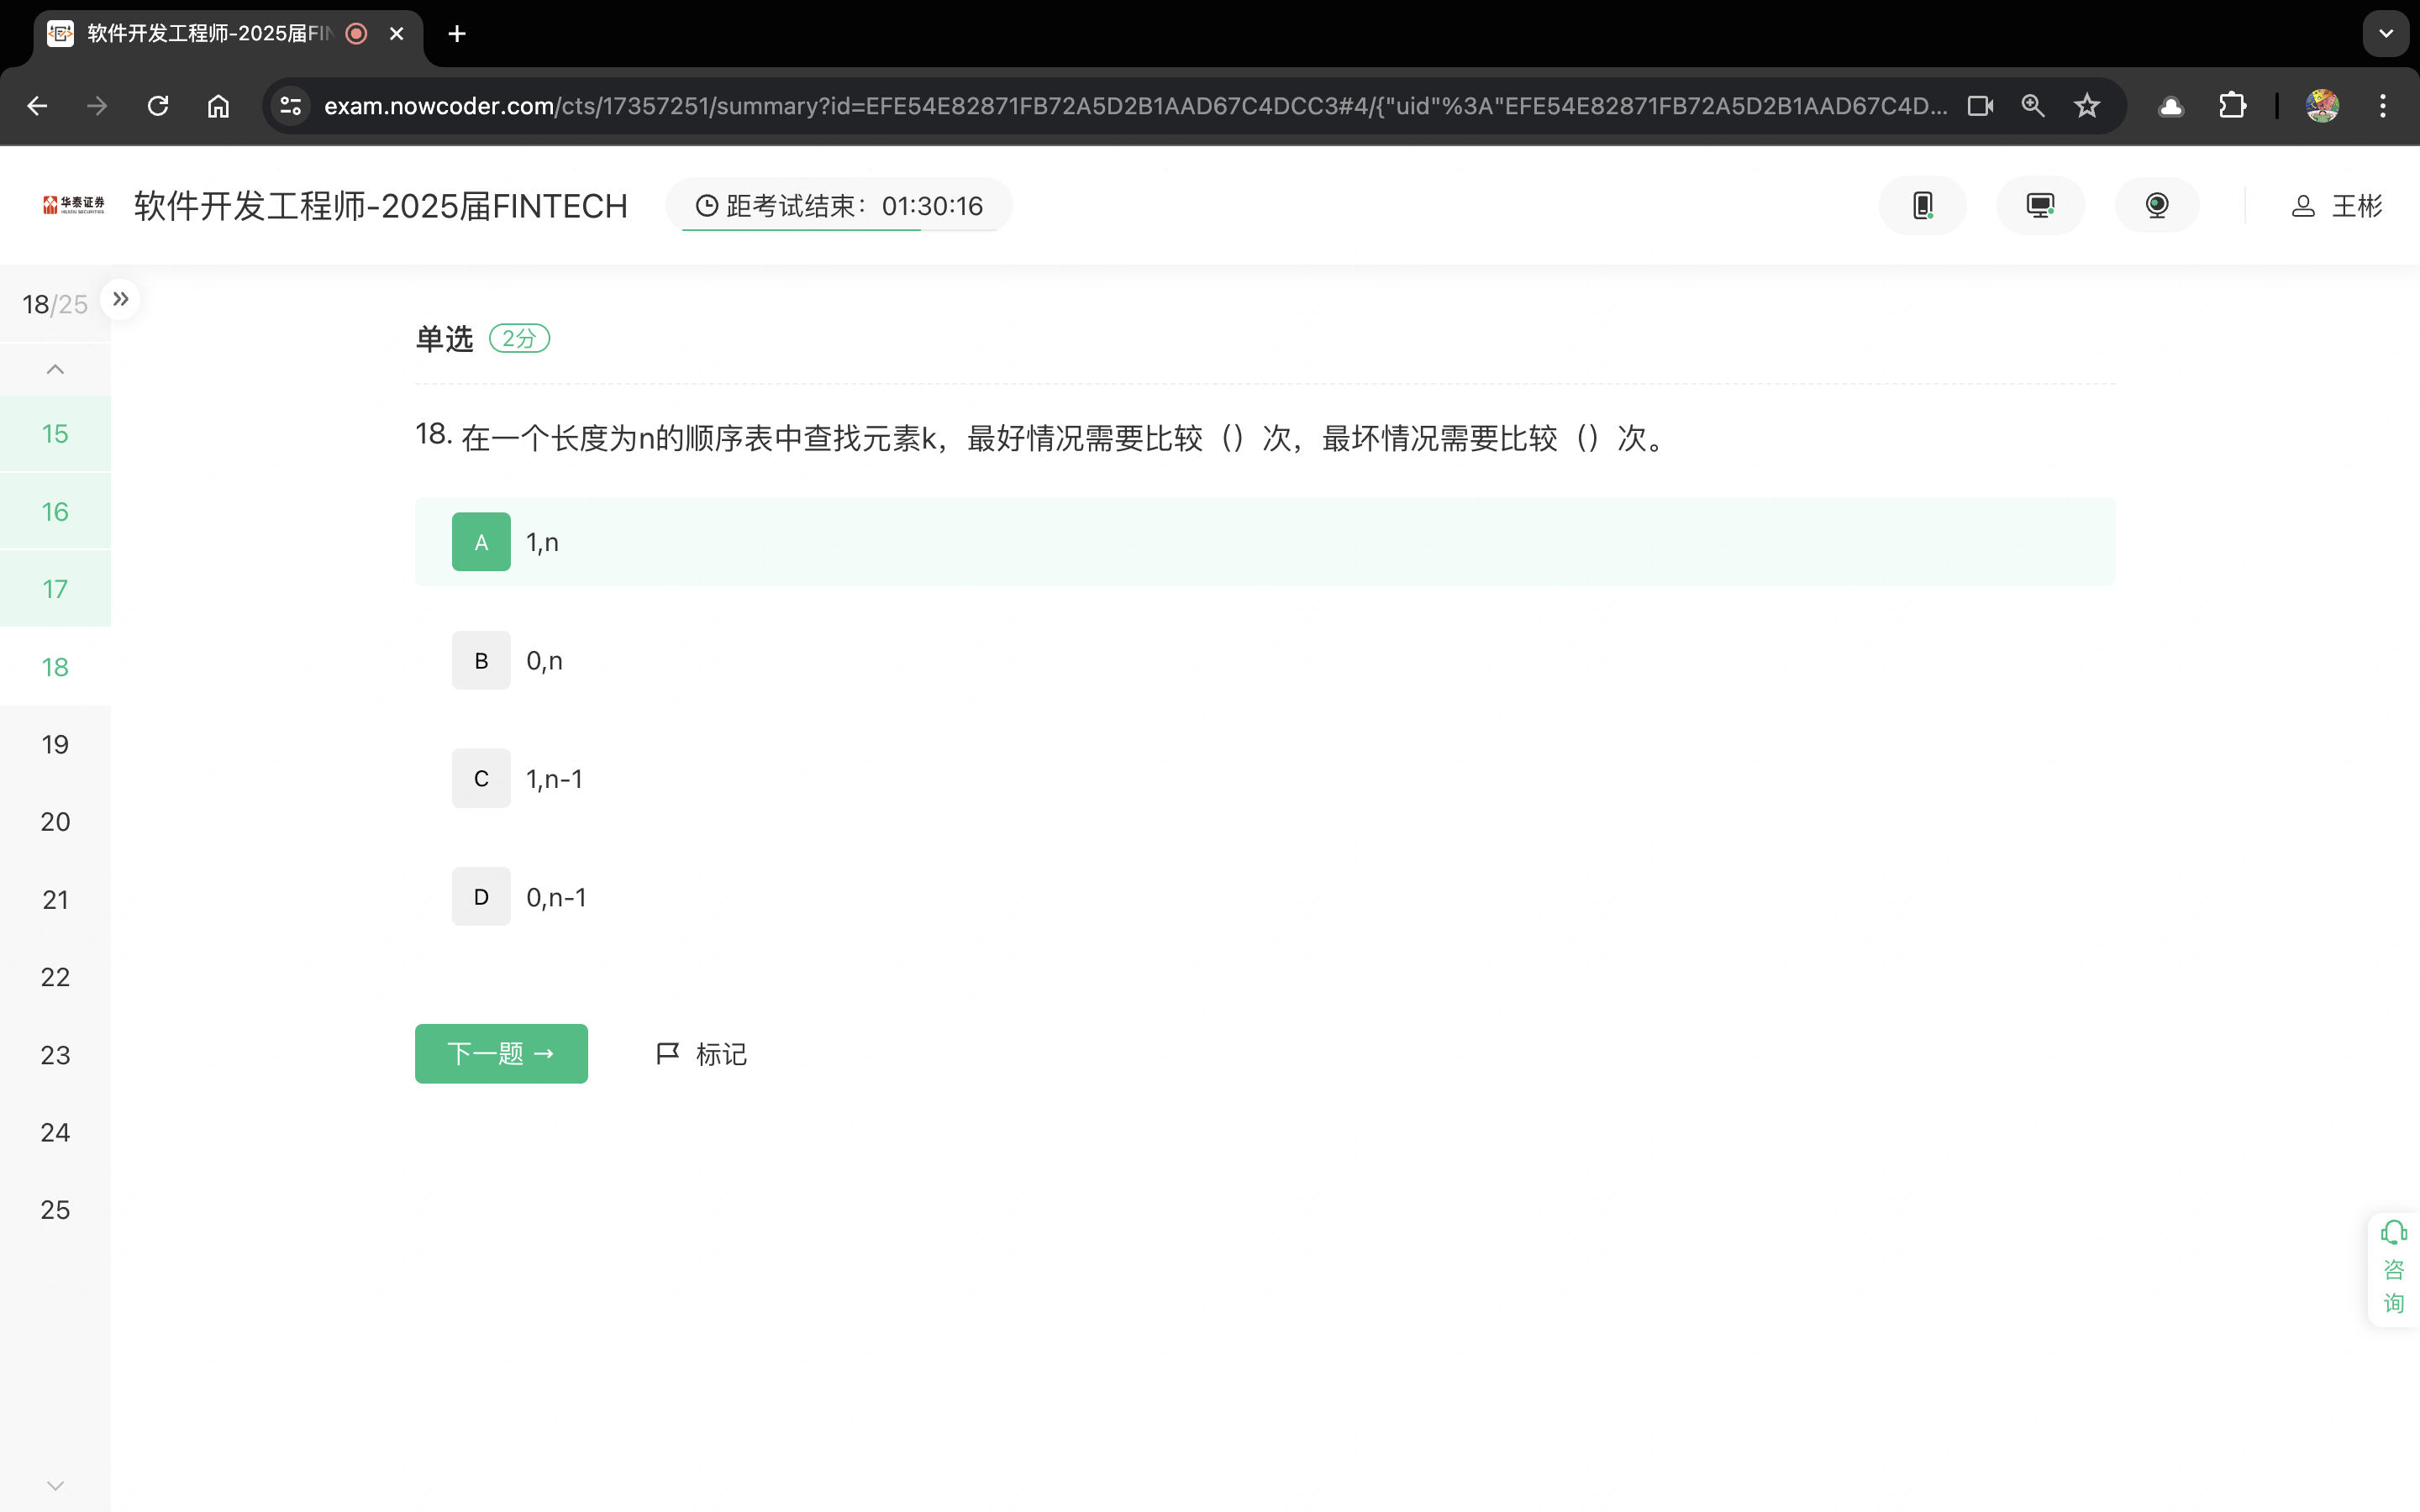 软件开发工程师-2025届FIN
exam.nowcoder.com/cts/17357251/summary?id=EFE54E82871FB72A5D2B1AAD67C4DCC3#4/{"uid"%3A"EFE54E82871FB72A5D2B1AAD67C4D...
华泰证券
HUATAI SECURITIES
软件开发工程师-2025届FINTECH
距考试结束：01:30:16
王彬
18/25
15
16
17
18
19
20
21
22
23
24
25
单选 2分
18. 在一个长度为n的顺序表中查找元素k，最好情况需要比较（）次，最坏情况需要比较（）次。
A 1,n
B 0,n
C 1,n-1
D 0,n-1
下一题 →
标记
咨
询